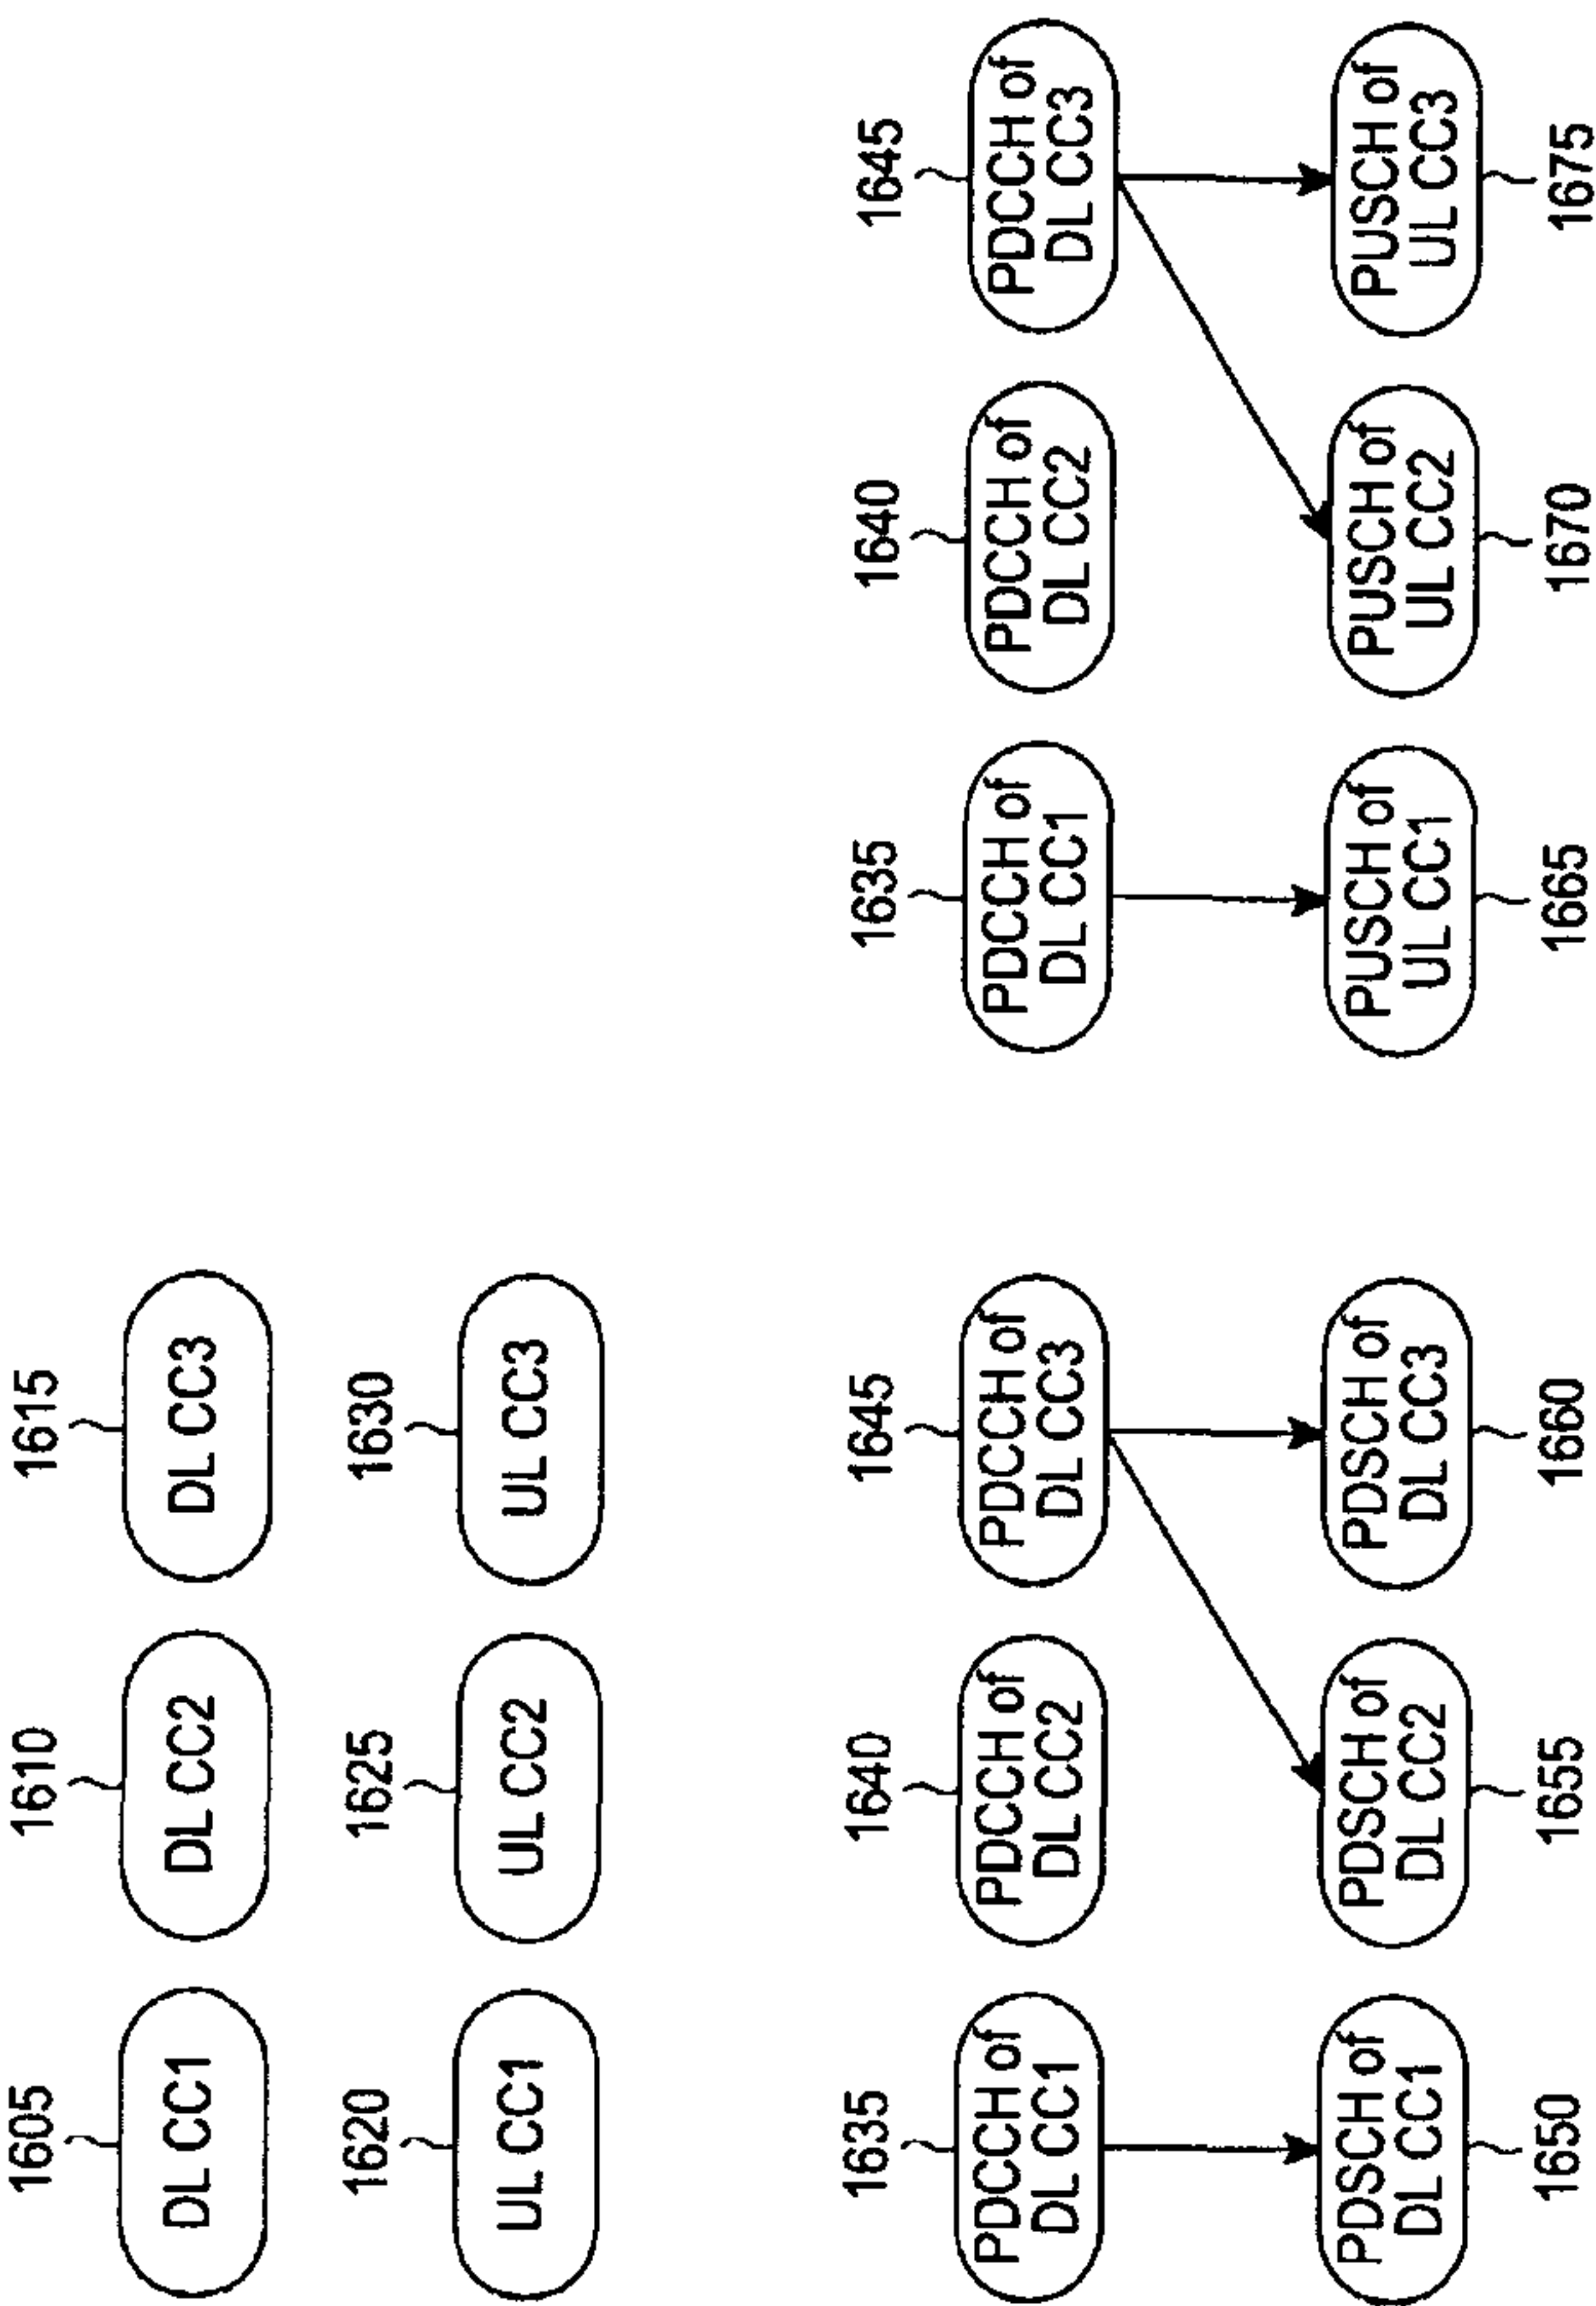 1605
1610
1615
DL CC1
DL CC2
DL CC3
1620
1625
1630
UL CC1
UL CC2
UL CC3
1635
1640
1645
PDCCH of
DL CC1
PDCCH of
DL CC2
PDCCH of
DL CC3
PDSCH of
DL CC1
PDSCH of
DL CC2
PDSCH of
DL CC3
1650
1655
1660
1635
1640
1645
PDCCH of
DL CC1
PDCCH of
DL CC2
PDCCH of
DL CC3
PUSCH of
UL CC1
PUSCH of
UL CC2
PUSCH of
UL CC3
1665
1670
1675